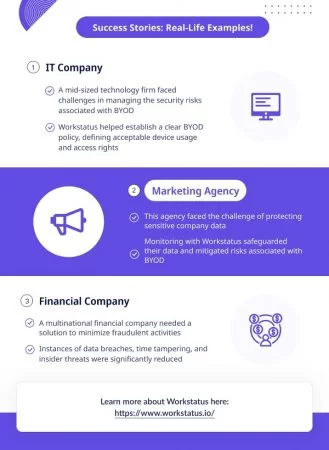 Success Stories: Real-Life Examples!
1 IT Company
A mid-sized technology firm faced
challenges in managing the security risks
associated with BYOD
Workstatus helped establish a clear BYOD
policy, defining acceptable device usage
and access rights
2 Marketing Agency
This agency faced the challenge of protecting
sensitive company data
Monitoring with Workstatus safeguarded
their data and mitigated risks associated with
BYOD
3 Financial Company
A multinational financial company needed a
solution to minimize fraudulent activities
Instances of data breaches, time tampering, and
insider threats were significantly reduced
Learn more about Workstatus here:
https://www.workstatus.io/